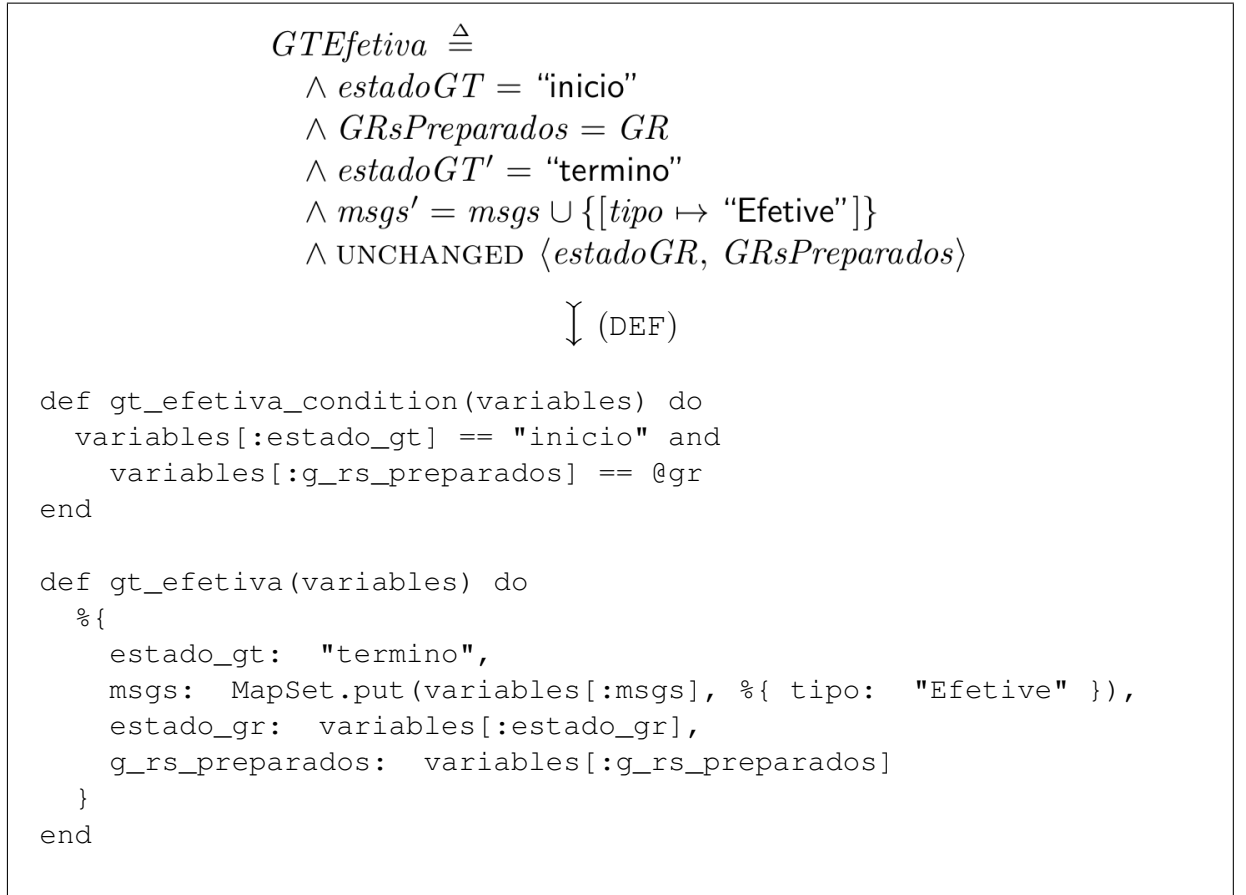 GTEfetiva ≜
∧ estadoGT = “inicio”
∧ GRsPreparados = GR
∧ estadoGT′ = “termino”
∧ msgs′ = msgs ∪ {[tipo ↦ “Efetive”]}
∧ UNCHANGED ⟨estadoGR, GRsPreparados⟩
(DEF)
def gt_efetiva_condition(variables) do
variables[:estado_gt] == "inicio" and
variables[:g_rs_preparados] == @gr
end
def gt_efetiva(variables) do
%{
estado_gt: "termino",
msgs: MapSet.put(variables[:msgs], %{ tipo: "Efetive" }),
estado_gr: variables[:estado_gr],
g_rs_preparados: variables[:g_rs_preparados]
}
end